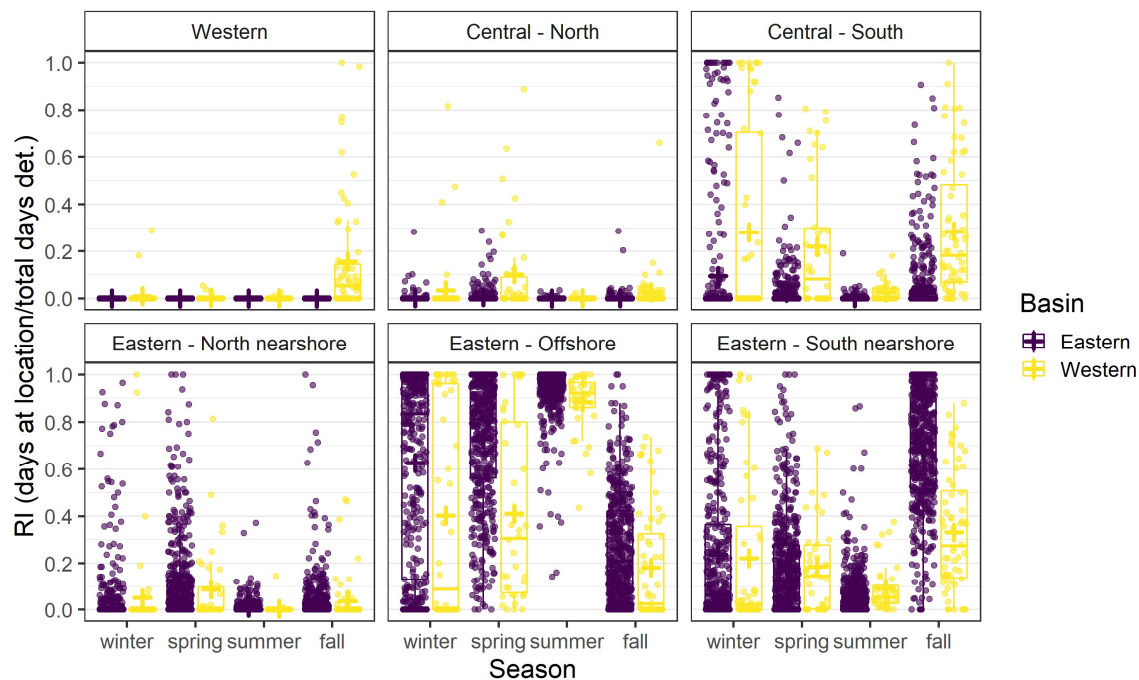 Western
Central - North
Central - South
1.0
0.8
0.6
0.4
0.2
0.0
Eastern - North nearshore
Eastern - Offshore
Eastern - South nearshore
1.0
0.8
0.6
0.4
0.2
0.0
RI (days at location/total days det.)
winter spring summer fall
winter spring summer fall
winter spring summer fall
Season
Basin
Eastern
Western